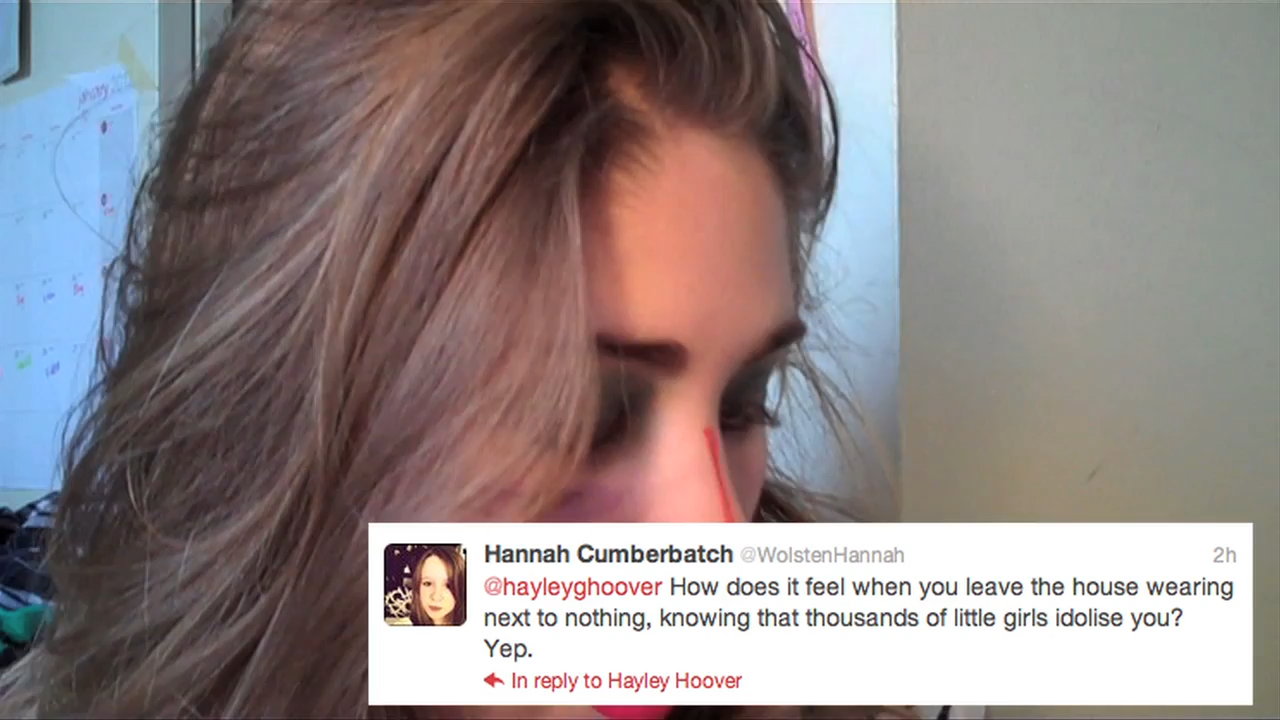 January
Hannah Cumberbatch @WolstenHannah 2h
@hayleyghoover How does it feel when you leave the house wearing
next to nothing, knowing that thousands of little girls idolise you?
Yep.
In reply to Hayley Hoover